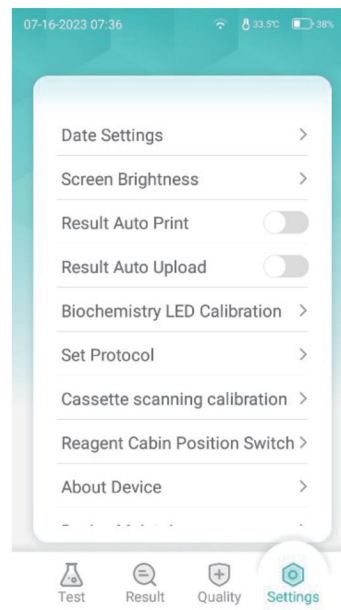 07-16-2023 07:36 33.5℃ 38%
Date Settings
Screen Brightness
Result Auto Print
Result Auto Upload
Biochemistry LED Calibration
Set Protocol
Cassette scanning calibration
Reagent Cabin Position Switch
About Device
Test Result Quality Settings